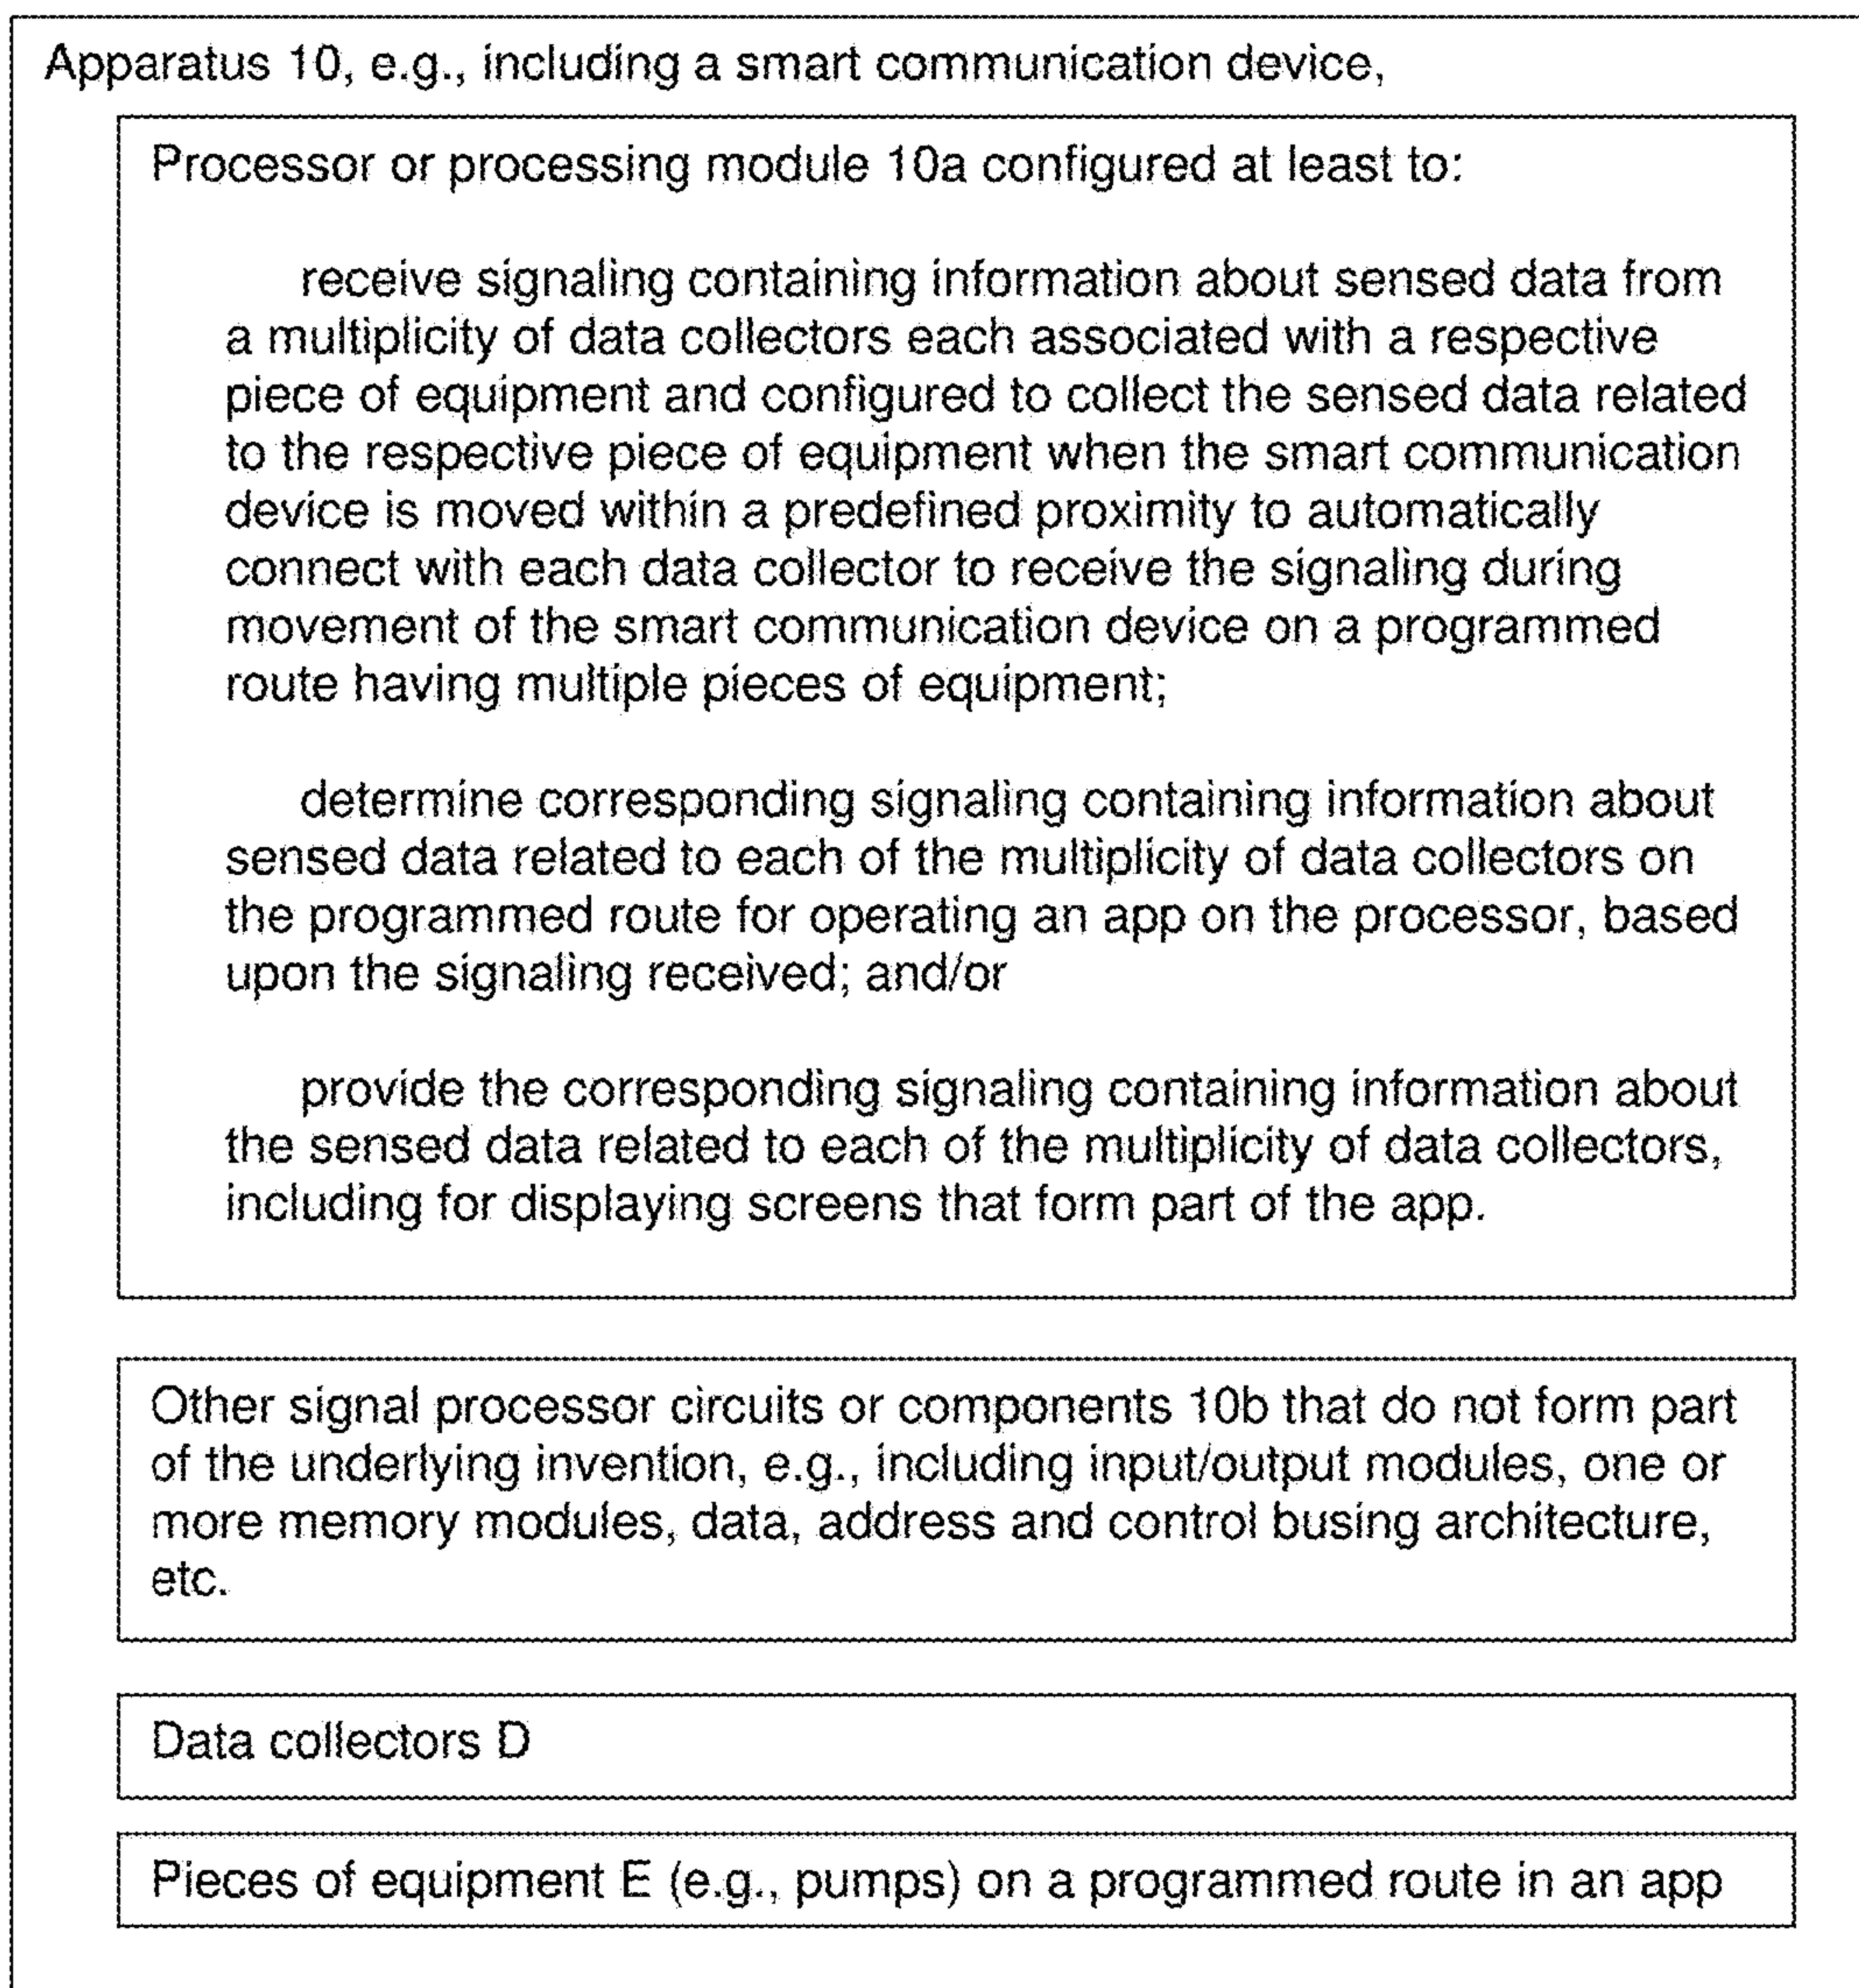 Apparatus 10, e.g., including a smart communication device,
Processor or processing module 10a configured at least to:
receive signaling containing information about sensed data from
a multiplicity of data collectors each associated with a respective
piece of equipment and configured to collect the sensed data related
to the respective piece of equipment when the smart communication
device is moved within a predefined proximity to automatically
connect with each data collector to receive the signaling during
movement of the smart communication device on a programmed
route having multiple pieces of equipment;
determine corresponding signaling containing information about
sensed data related to each of the multiplicity of data collectors on
the programmed route for operating an app on the processor, based
upon the signaling received; and/or
provide the corresponding signaling containing information about
the sensed data related to each of the multiplicity of data collectors,
including for displaying screens that form part of the app.
Other signal processor circuits or components 10b that do not form part
of the underlying invention, e.g., including input/output modules, one or
more memory modules, data, address and control busing architecture,
etc.
Data collectors D
Pieces of equipment E (e.g., pumps) on a programmed route in an app